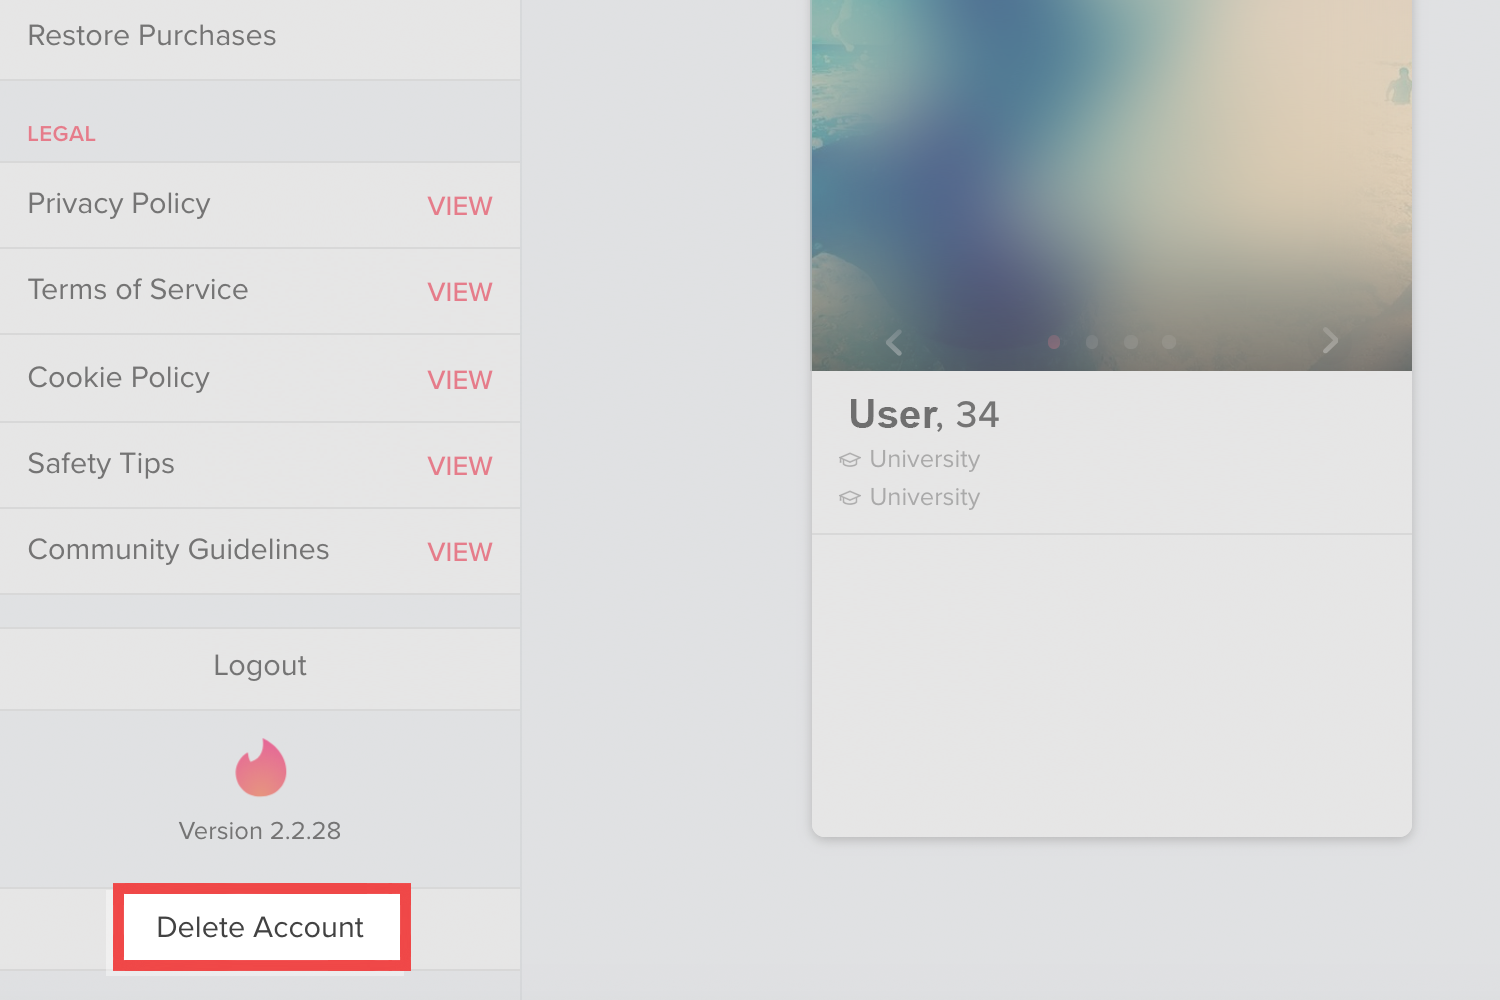 Restore Purchases
LEGAL
Privacy Policy VIEW
Terms of Service VIEW
Cookie Policy VIEW
Safety Tips VIEW
Community Guidelines VIEW
Logout
Version 2.2.28
Delete Account
User, 34
University
University